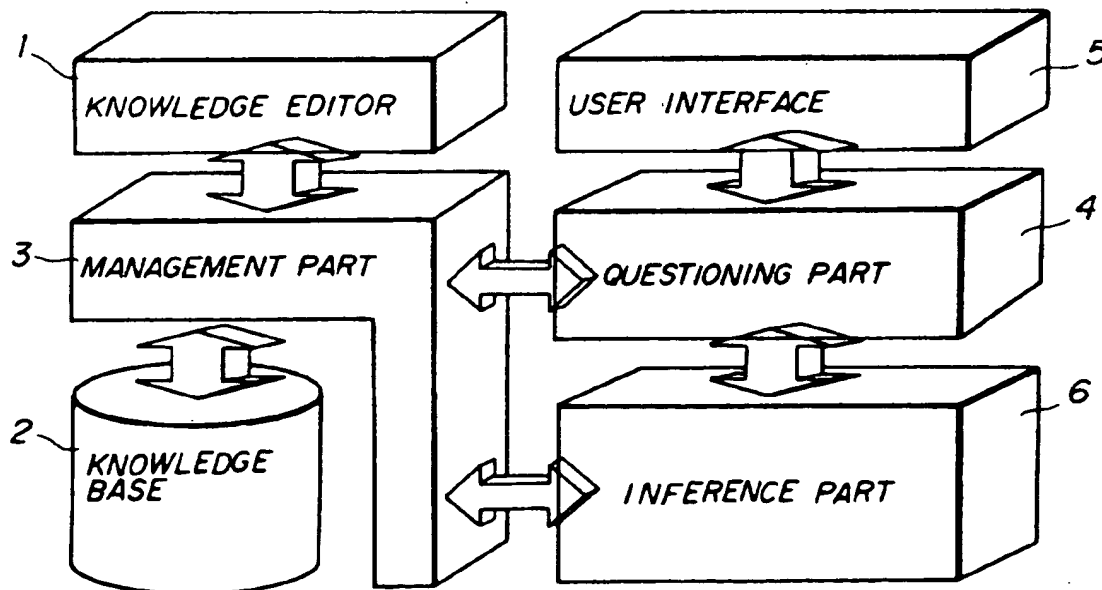 1
KNOWLEDGE EDITOR
USER INTERFACE
5
3
MANAGEMENT PART
QUESTIONING PART
4
2
KNOWLEDGE
BASE
INFERENCE PART
6